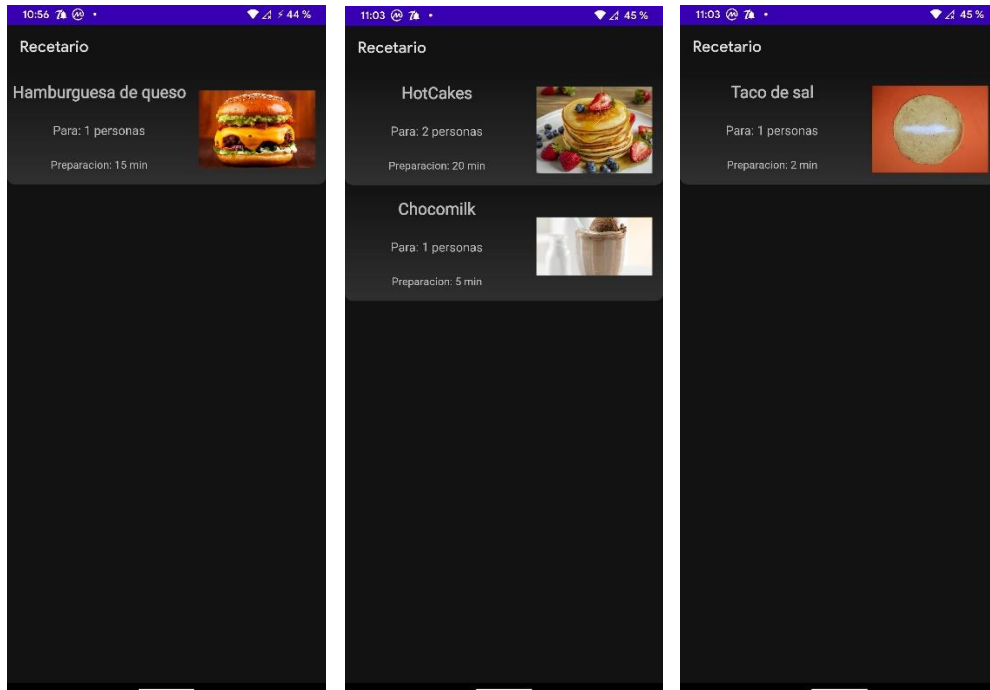 10:56 44 %
Recetario
Hamburguesa de queso
Para: 1 personas
Preparacion: 15 min
11:03 45 %
Recetario
HotCakes
Para: 2 personas
Preparacion: 20 min
Chocomilk
Para: 1 personas
Preparacion: 5 min
11:03 45 %
Recetario
Taco de sal
Para: 1 personas
Preparacion: 2 min